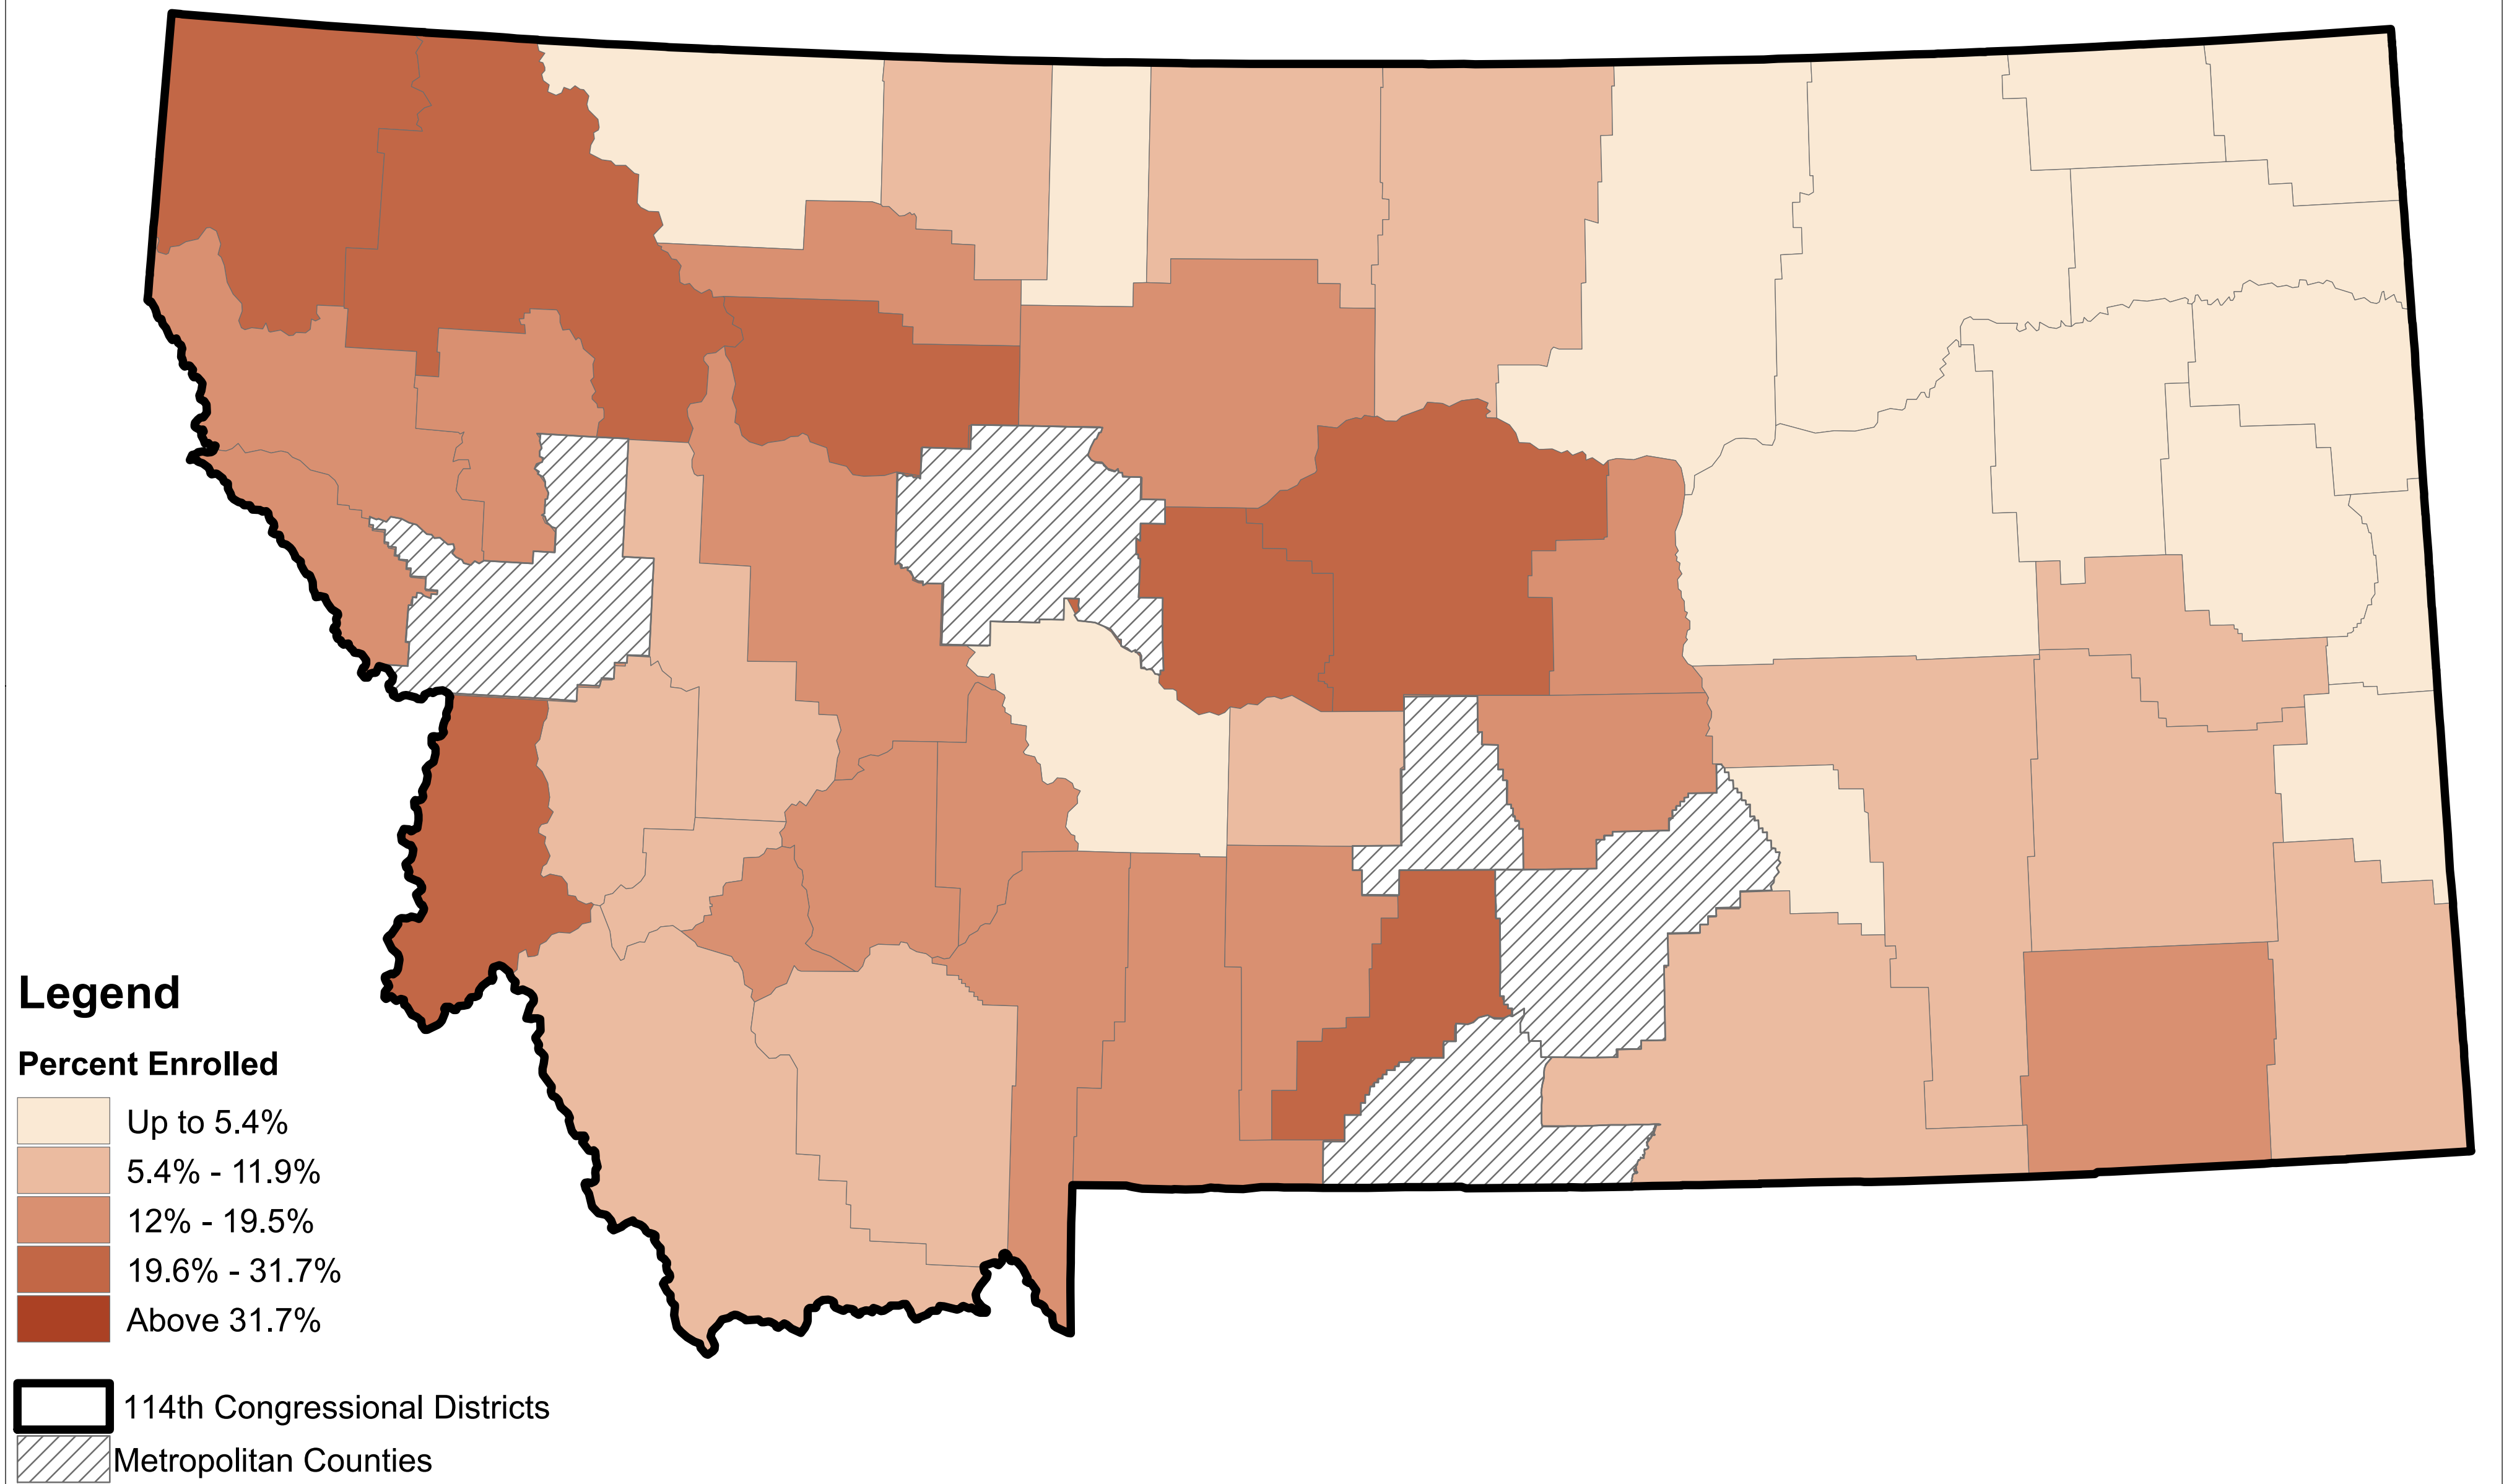 Legend
Percent Enrolled
Up to 5.4%
5.4% - 11.9%
12% - 19.5%
19.6% - 31.7%
Above 31.7%
114th Congressional Districts
Metropolitan Counties